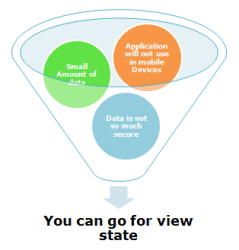 Application
will not use
in mobile
Devices
Small
Amount of
data
Data is not
so much
secure
You can go for view
state